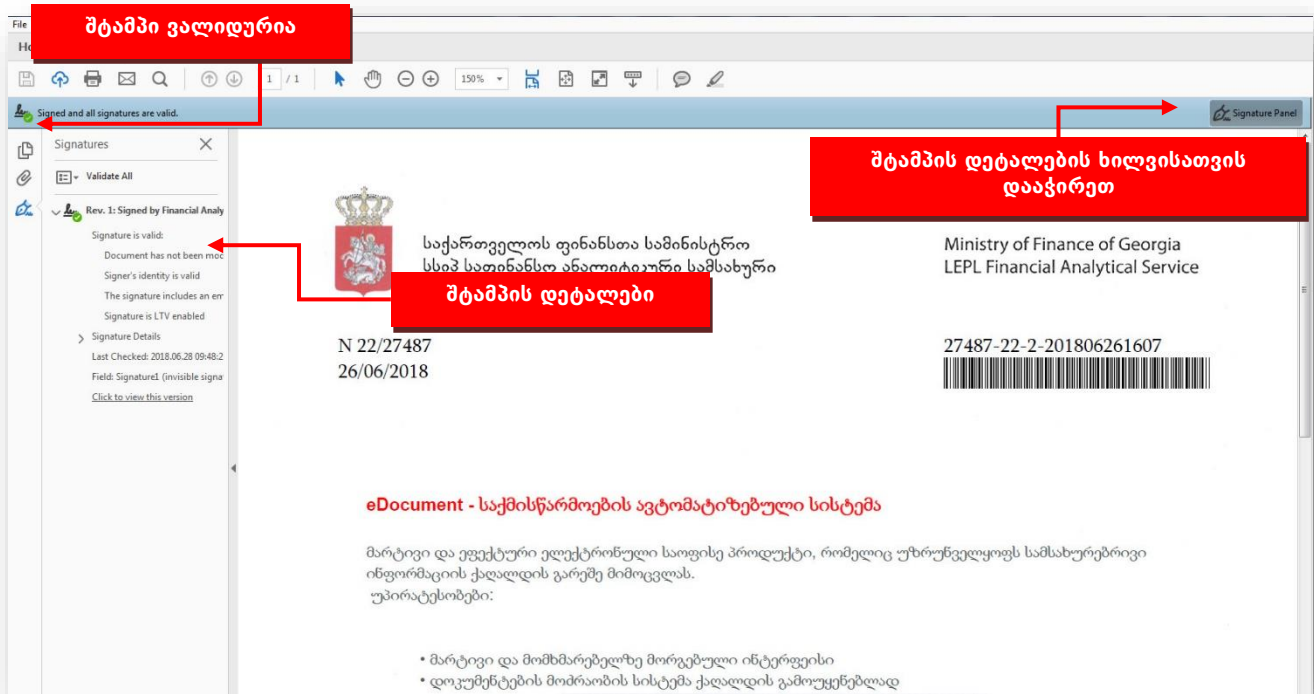 File
შტამპი ვალიდურია
1 / 1
150%
Signed and all signatures are valid.
Signature Panel
Signatures
Validate All
Rev. 1: Signed by Financial Analy
Signature is valid:
Document has not been mod
Signer's identity is valid
The signature includes an em
Signature is LTV enabled
Signature Details
Last Checked: 2018.06.28 09:48:2
Field: Signature1 (invisible signa
Click to view this version
შტამპის დეტალების ხილვისათვის
დააჭირეთ
საქართველოს ფინანსთა სამინისტრო
სსიპ საფინანსო ანალიტიკური სამსახური
Ministry of Finance of Georgia
LEPL Financial Analytical Service
შტამპის დეტალები
N 22/27487
26/06/2018
27487-22-2-201806261607
eDocument - საქმისწარმოების ავტომატიზებული სისტემა
მარტივი და ეფექტური ელექტრონული საოფისე პროდუქტი, რომელიც უზრუნველყოფს სამსახურებრივი
ინფორმაციის ქაღალდის გარეშე მიმოცვლას.
უპირატესობები:
• მარტივი და მომხმარებელზე მორგებული ინტერფეისი
• დოკუმენტების მოძრაობის სისტემა ქაღალდის გამოუყენებლად